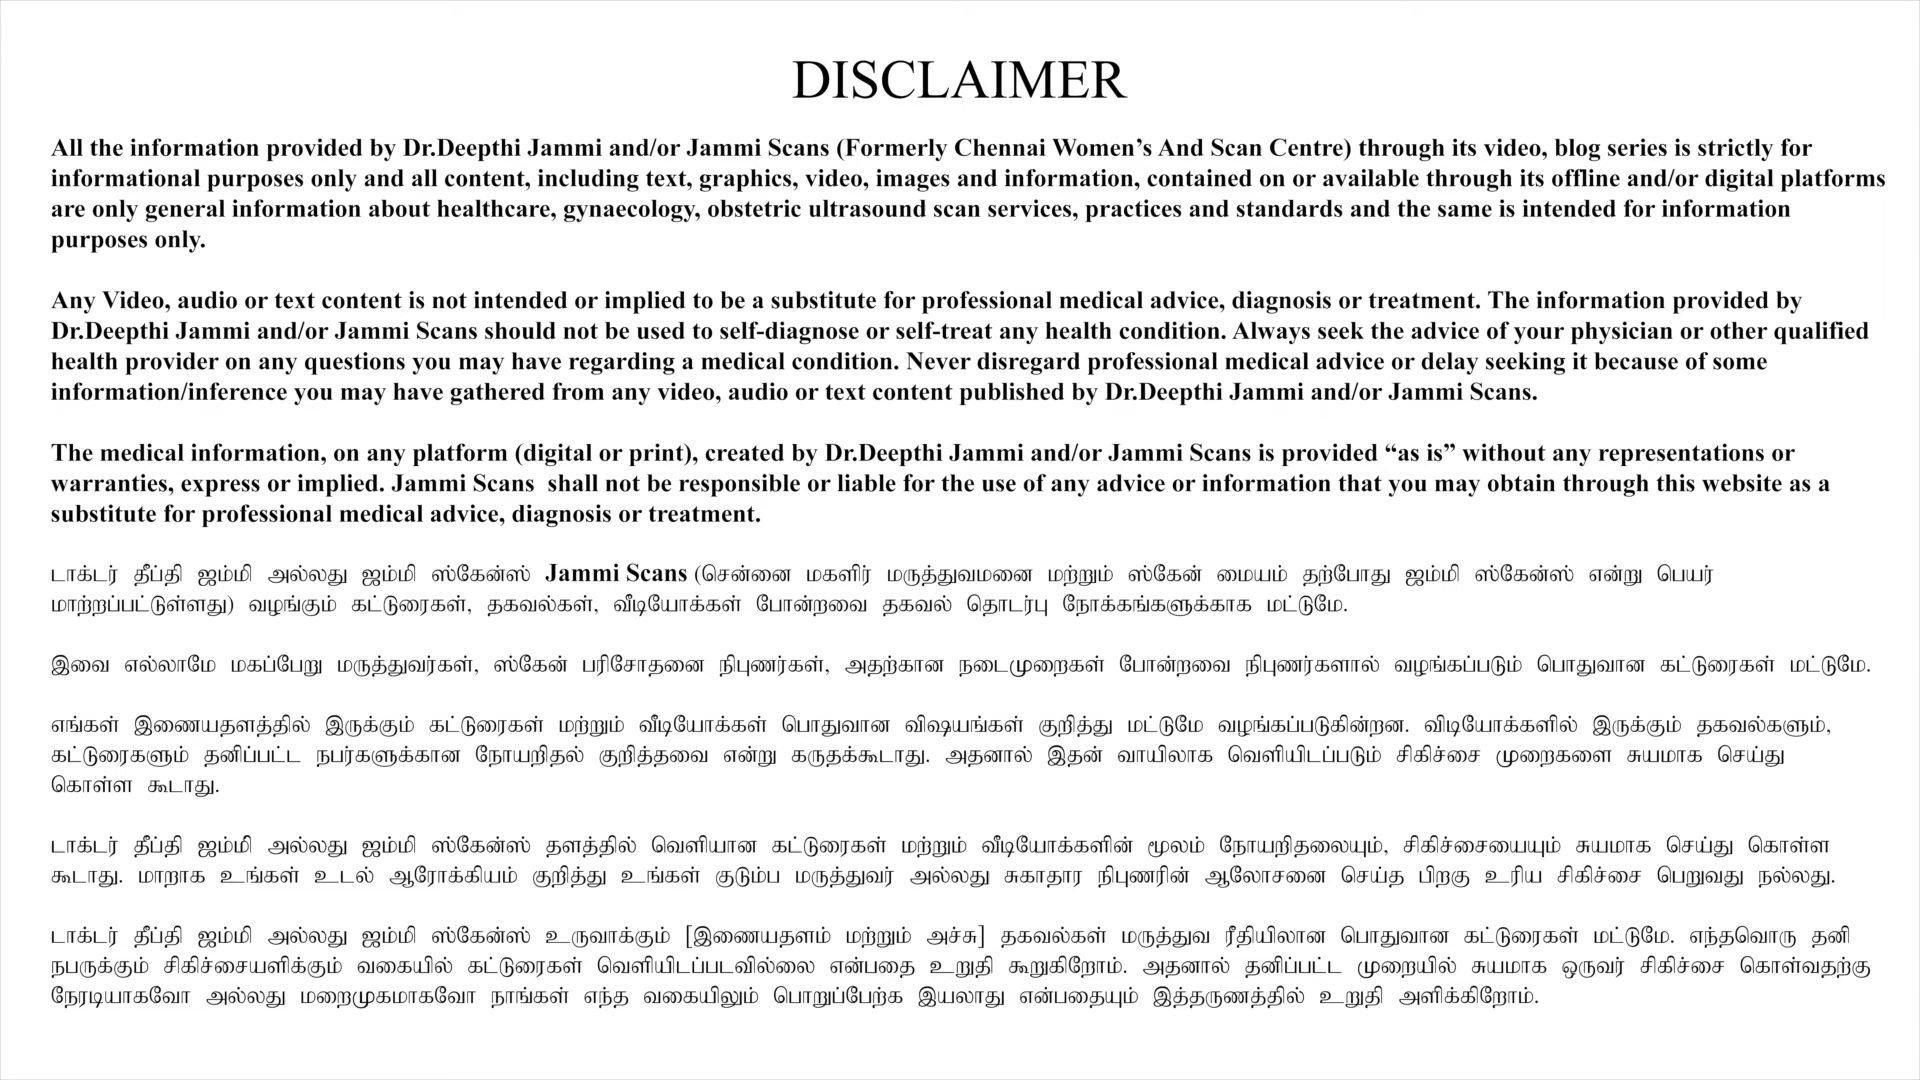 DISCLAIMER
All the information provided by Dr.Deepthi Jammi and/or Jammi Scans (Formerly Chennai Women’s And Scan Centre) through its video, blog series is strictly for
informational purposes only and all content, including text, graphics, video, images and information, contained on or available through its offline and/or digital platforms
are only general information about healthcare, gynaecology, obstetric ultrasound scan services, practices and standards and the same is intended for information
purposes only.
Any Video, audio or text content is not intended or implied to be a substitute for professional medical advice, diagnosis or treatment. The information provided by
Dr.Deepthi Jammi and/or Jammi Scans should not be used to self-diagnose or self-treat any health condition. Always seek the advice of your physician or other qualified
health provider on any questions you may have regarding a medical condition. Never disregard professional medical advice or delay seeking it because of some
information/inference you may have gathered from any video, audio or text content published by Dr.Deepthi Jammi and/or Jammi Scans.
The medical information, on any platform (digital or print), created by Dr.Deepthi Jammi and/or Jammi Scans is provided “as is” without any representations or
warranties, express or implied. Jammi Scans  shall not be responsible or liable for the use of any advice or information that you may obtain through this website as a
substitute for professional medical advice, diagnosis or treatment.
டாக்டர் தீப்தி ஜம்மி அல்லது ஜம்மி ஸ்கேன்ஸ் Jammi Scans (சென்னை மகளிர் மருத்துவமனை மற்றும் ஸ்கேன் மையம் தற்போது ஜம்மி ஸ்கேன்ஸ் என்று பெயர்
மாற்றப்பட்டுள்ளது) வழங்கும் கட்டுரைகள், தகவல்கள், வீடியோக்கள் போன்றவை தகவல் தொடர்பு நோக்கங்களுக்காக மட்டுமே.
இவை எல்லாமே மகப்பேறு மருத்துவர்கள், ஸ்கேன் பரிசோதனை நிபுணர்கள், அதற்கான நடைமுறைகள் போன்றவை நிபுணர்களால் வழங்கப்படும் பொதுவான கட்டுரைகள் மட்டுமே.
எங்கள் இணையதளத்தில் இருக்கும் கட்டுரைகள் மற்றும் வீடியோக்கள் பொதுவான விஷயங்கள் குறித்து மட்டுமே வழங்கப்படுகின்றன. விடியோக்களில் இருக்கும் தகவல்களும்,
கட்டுரைகளும் தனிப்பட்ட நபர்களுக்கான நோயறிதல் குறித்தவை என்று கருதக்கூடாது. அதனால் இதன் வாயிலாக வெளியிடப்படும் சிகிச்சை முறைகளை சுயமாக செய்து
கொள்ள கூடாது.
டாக்டர் தீப்தி ஜம்மி அல்லது ஜம்மி ஸ்கேன்ஸ் தளத்தில் வெளியான கட்டுரைகள் மற்றும் வீடியோக்களின் மூலம் நோயறிதலையும், சிகிச்சையையும் சுயமாக செய்து கொள்ள
கூடாது. மாறாக உங்கள் உடல் ஆரோக்கியம் குறித்து உங்கள் குடும்ப மருத்துவர் அல்லது சுகாதார நிபுணரின் ஆலோசனை செய்த பிறகு உரிய சிகிச்சை பெறுவது நல்லது.
டாக்டர் தீப்தி ஜம்மி அல்லது ஜம்மி ஸ்கேன்ஸ் உருவாக்கும் [இணையதளம் மற்றும் அச்சு] தகவல்கள் மருத்துவ ரீதியிலான பொதுவான கட்டுரைகள் மட்டுமே. எந்தவொரு தனி
நபருக்கும் சிகிச்சையளிக்கும் வகையில் கட்டுரைகள் வெளியிடப்படவில்லை என்பதை உறுதி கூறுகிறோம். அதனால் தனிப்பட்ட முறையில் சுயமாக ஒருவர் சிகிச்சை கொள்வதற்கு
நேரடியாகவோ அல்லது மறைமுகமாகவோ நாங்கள் எந்த வகையிலும் பொறுப்பேற்க இயலாது என்பதையும் இத்தருணத்தில் உறுதி அளிக்கிறோம்.